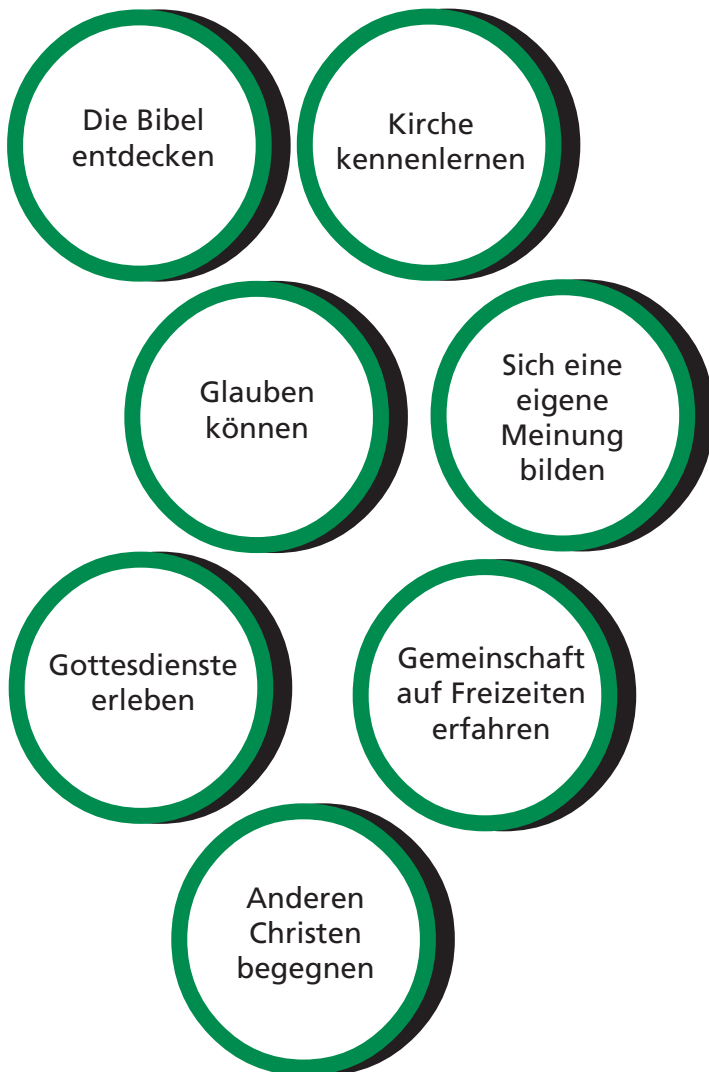 Die Bibel
entdecken
Kirche
kennenlernen
Glauben
können
Sich eine
eigene
Meinung
bilden
Gottesdienste
erleben
Gemeinschaft
auf Freizeiten
erfahren
Anderen
Christen
begegnen